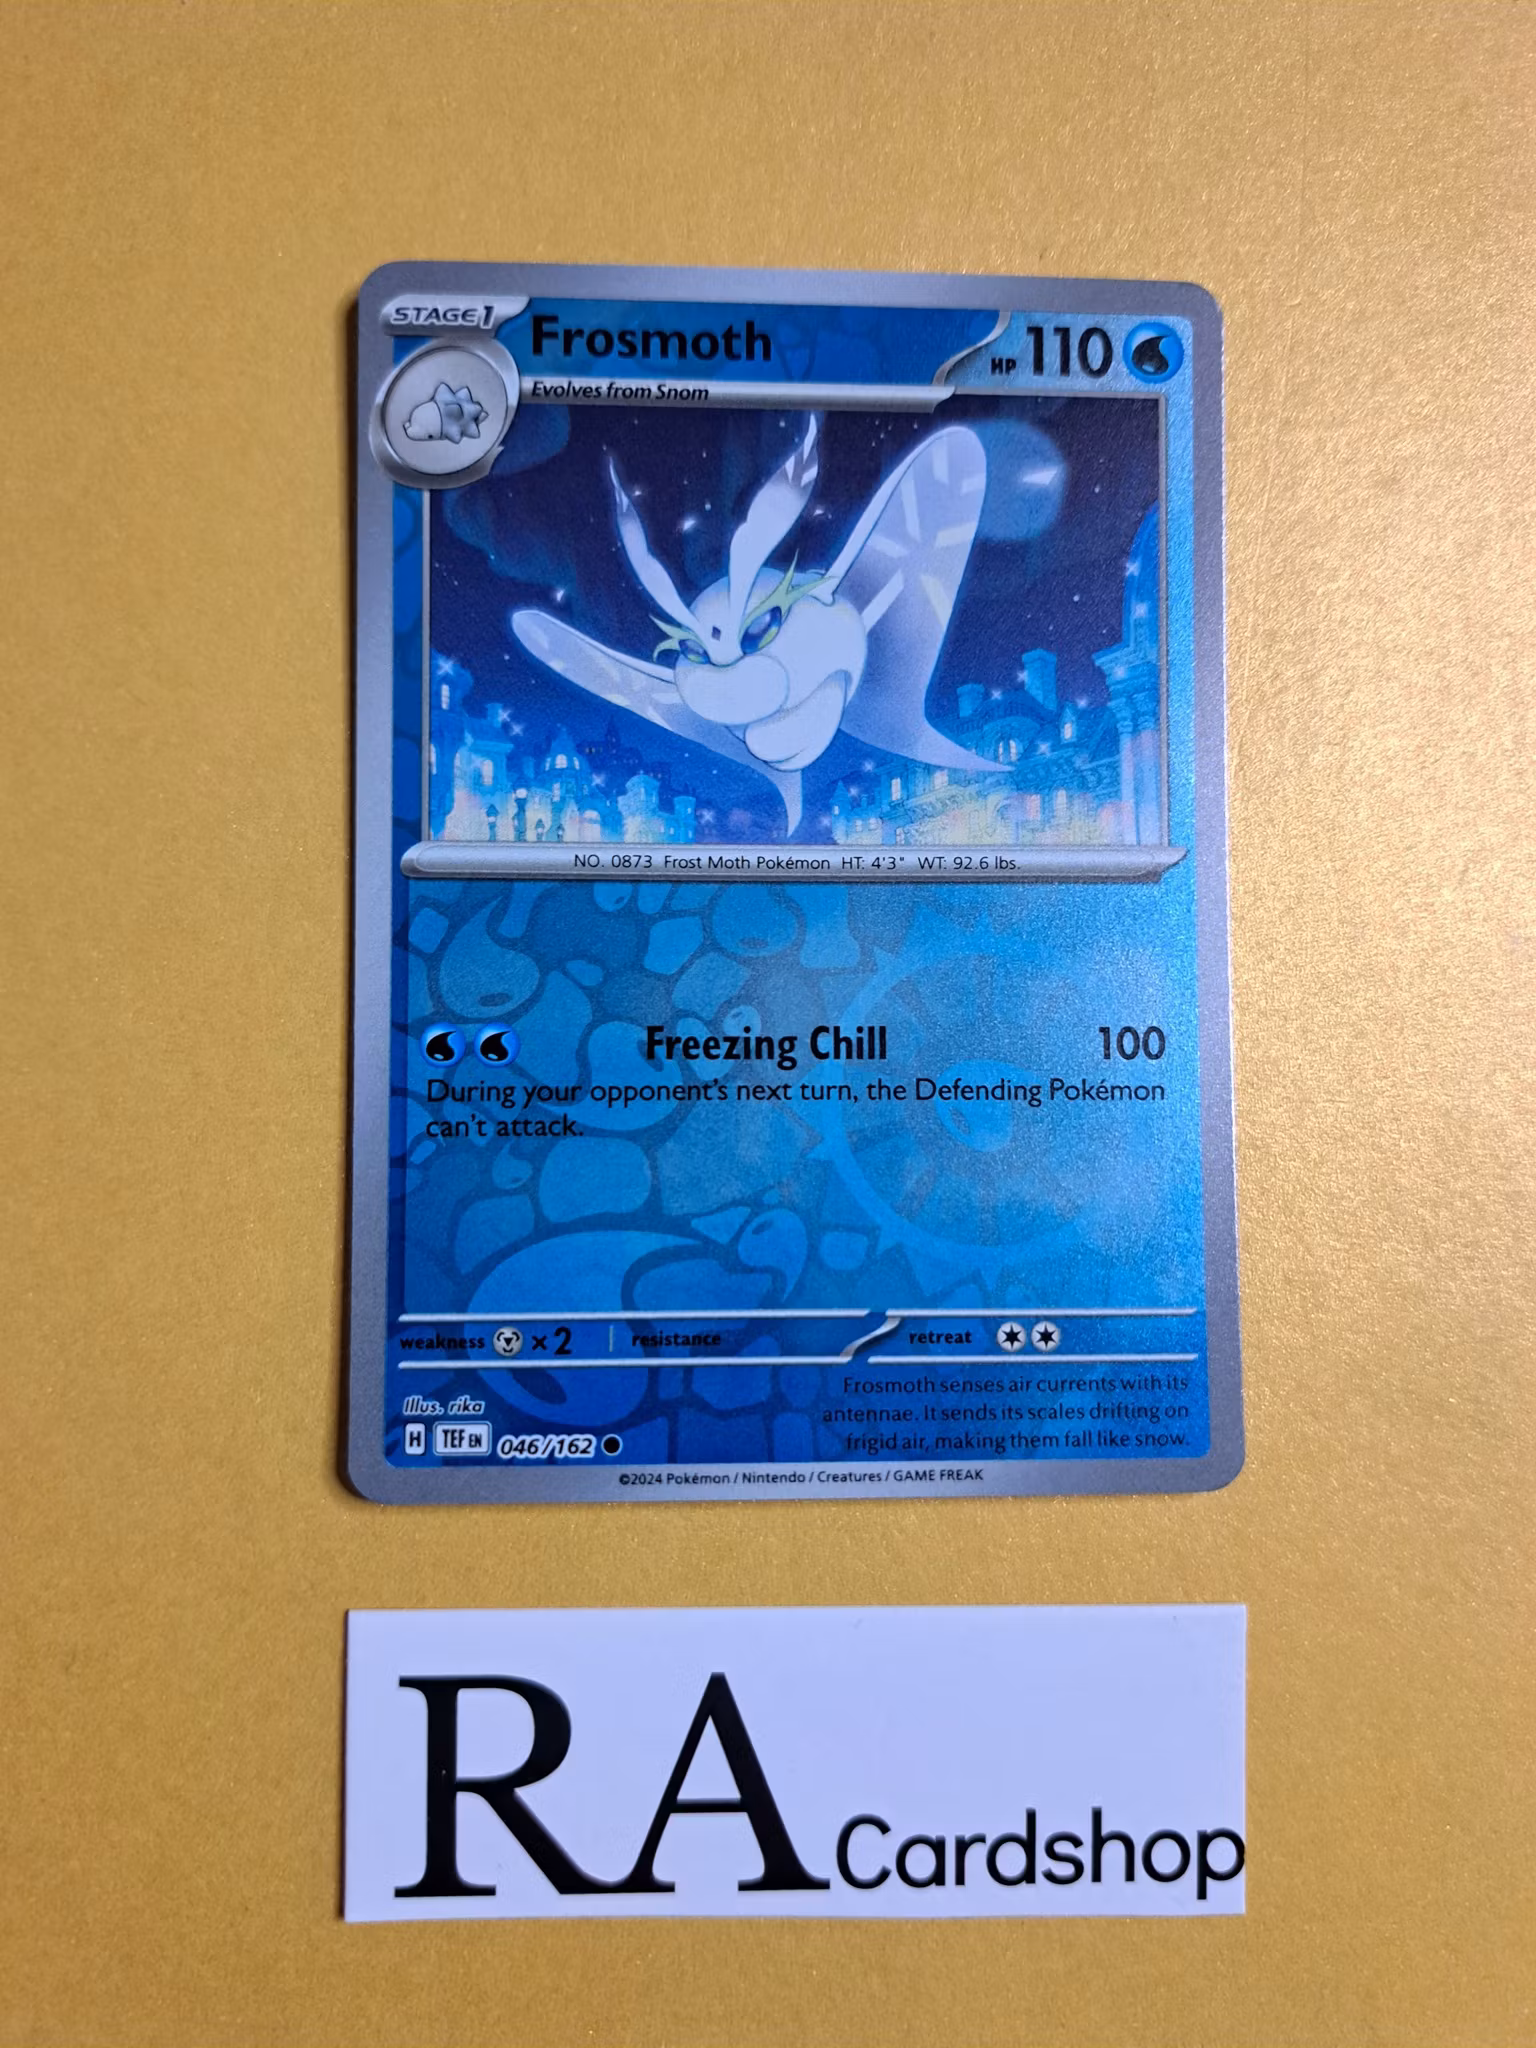 STAGE1
Frosmoth
HP 110
Evolves from Snom
NO. 0873 Frost Moth Pokémon HT: 4'3" WT: 92.6 lbs.
Freezing Chill 100
During your opponent's next turn, the Defending Pokémon
can't attack.
weakness ×2 resistance retreat
Frosmoth senses air currents with its
antennae. It sends its scales drifting on
frigid air, making them fall like snow.
Illus. rika
H TEF EN 046/162
©2024 Pokémon / Nintendo / Creatures / GAME FREAK
RA Cardshop